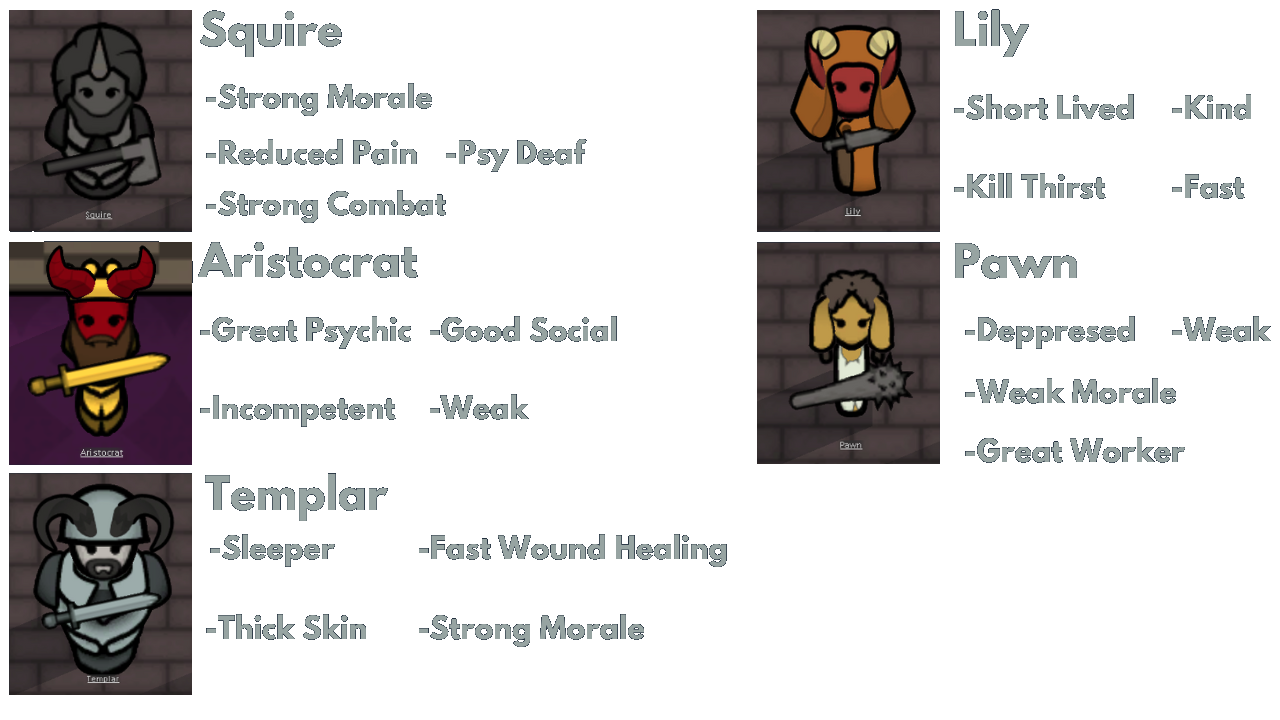 Squire
-Strong Morale
-Reduced Pain -Psy Deaf
-Strong Combat
Squire
Aristocrat
-Great Psychic -Good Social
-Incompetent -Weak
Aristocrat
Templar
-Sleeper -Fast Wound Healing
-Thick Skin -Strong Morale
Templar
Lily
-Short Lived -Kind
-Kill Thirst -Fast
Lily
Pawn
-Deppresed -Weak
-Weak Morale
-Great Worker
Pawn